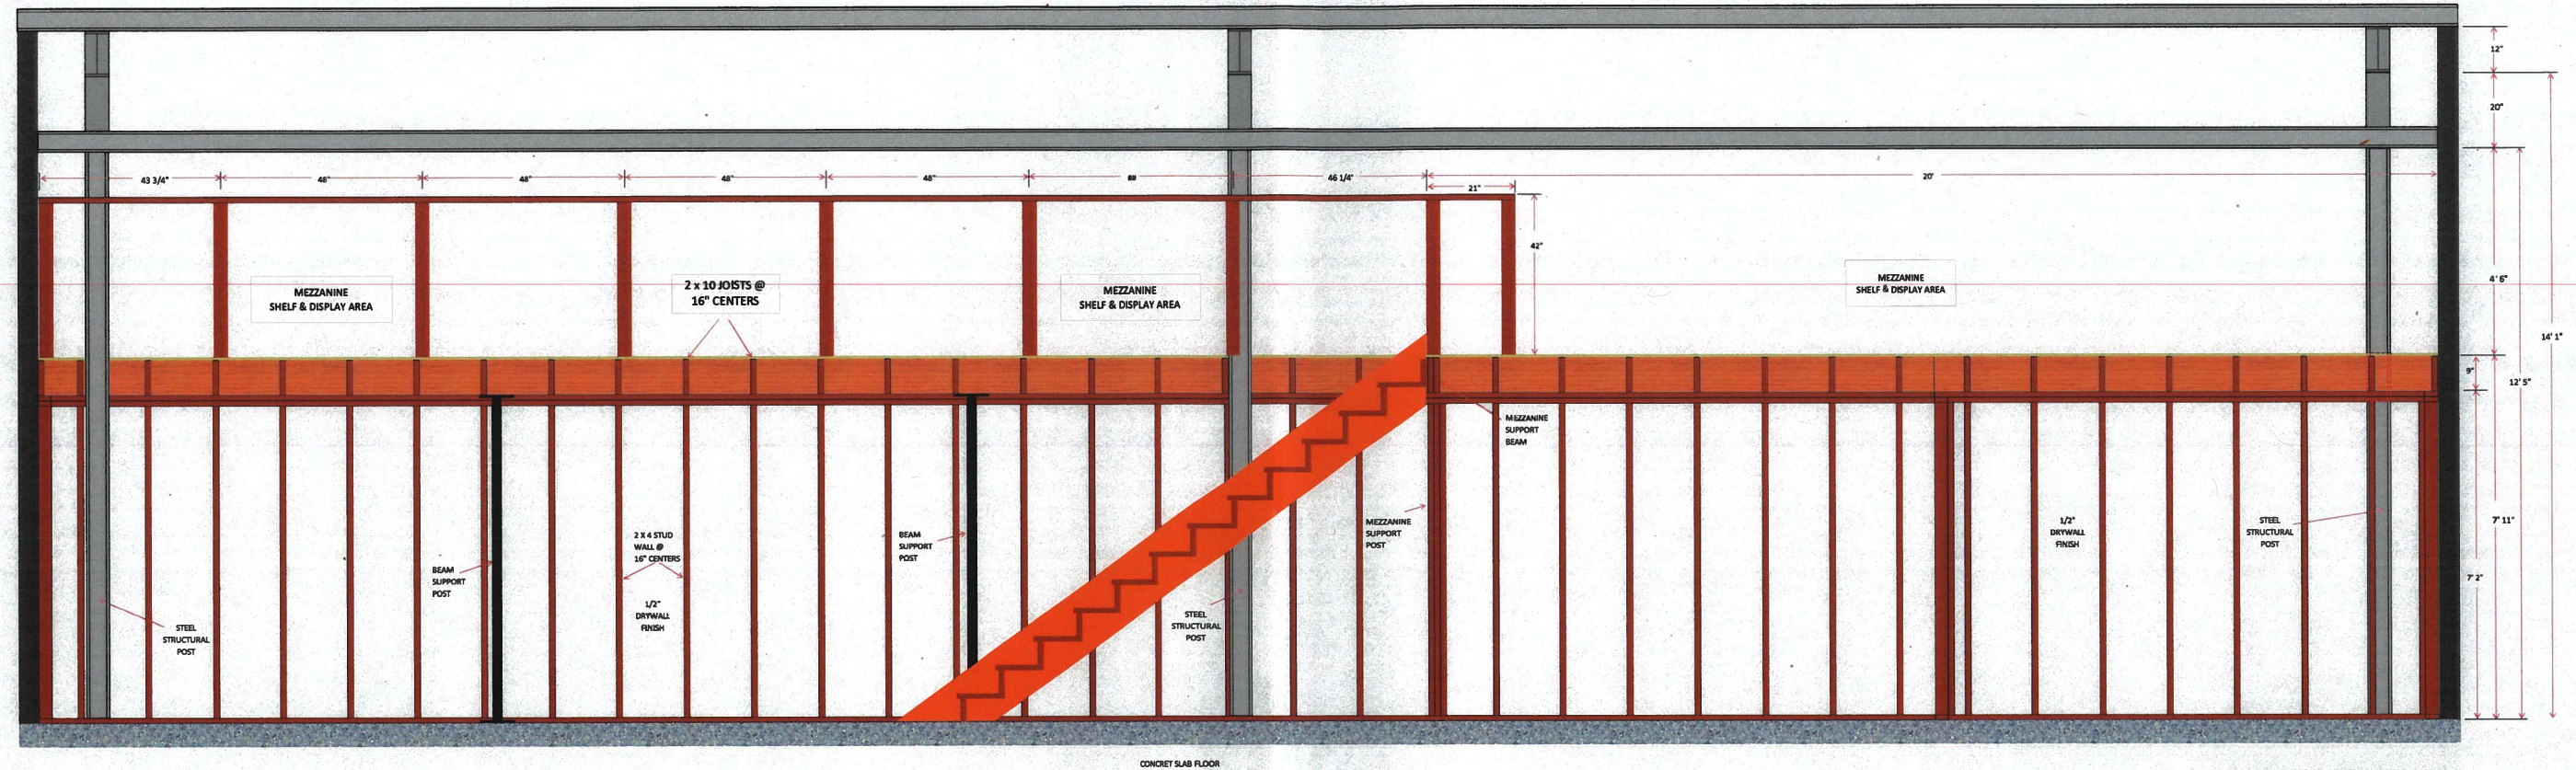 12"
20"
43 3/4"
48"
48"
48"
48"
##
46 1/4"
20'
21"
42"
MEZZANINE
SHELF & DISPLAY AREA
2 x 10 JOISTS @
16" CENTERS
MEZZANINE
SHELF & DISPLAY AREA
MEZZANINE
SHELF & DISPLAY AREA
4' 6"
14' 1"
9"
12' 5"
MEZZANINE
SUPPORT
BEAM
BEAM
SUPPORT
POST
2 X 4 STUD
WALL @
16" CENTERS
BEAM
SUPPORT
POST
MEZZANINE
SUPPORT
POST
1/2"
DRYWALL
FINISH
STEEL
STRUCTURAL
POST
7' 11"
7' 2"
1/2"
DRYWALL
FINISH
STEEL
STRUCTURAL
POST
STEEL
STRUCTURAL
POST
CONCRET SLAB FLOOR